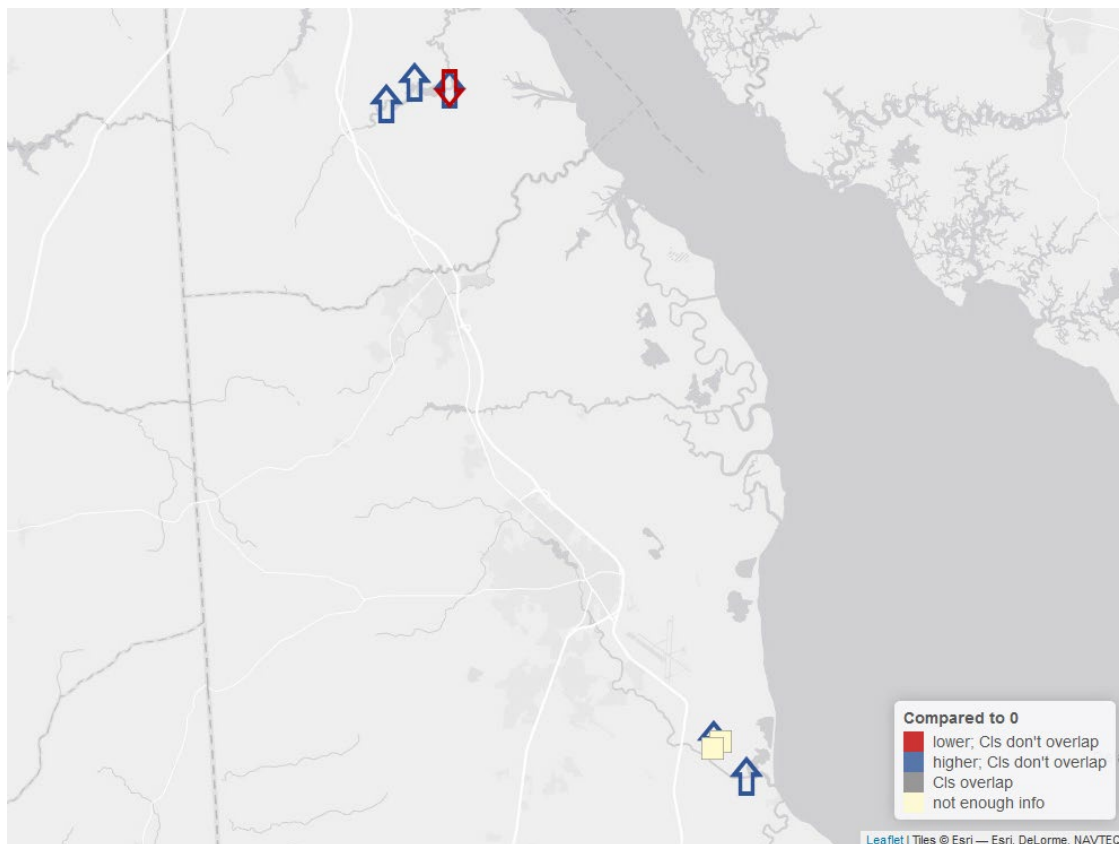 Compared to 0
lower; CIs don't overlap
higher; CIs don't overlap
CIs overlap
not enough info
Leaflet | Tiles © Esri — Esri, DeLorme, NAVTEQ